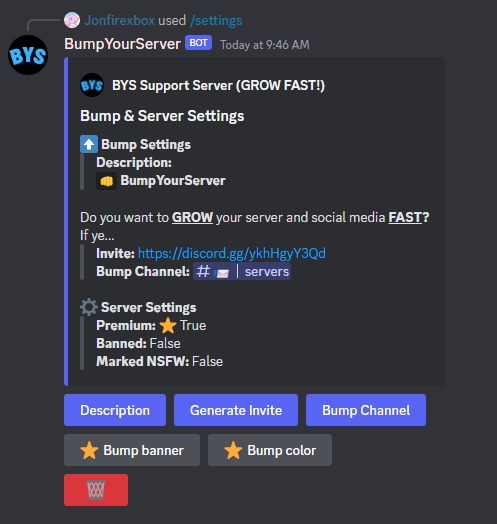 Jonfirexbox used /settings
BYS
BumpYourServer BOT Today at 9:46 AM
BYS BYS Support Server (GROW FAST!)
Bump & Server Settings
⬆️ Bump Settings
Description:
👊 BumpYourServer
Do you want to GROW your server and social media FAST?
If ye...
Invite: https://discord.gg/ykhHgyY3Qd
Bump Channel: # 📨 | servers
⚙️ Server Settings
Premium: ⭐ True
Banned: False
Marked NSFW: False
Description Generate Invite Bump Channel
⭐ Bump banner ⭐ Bump color